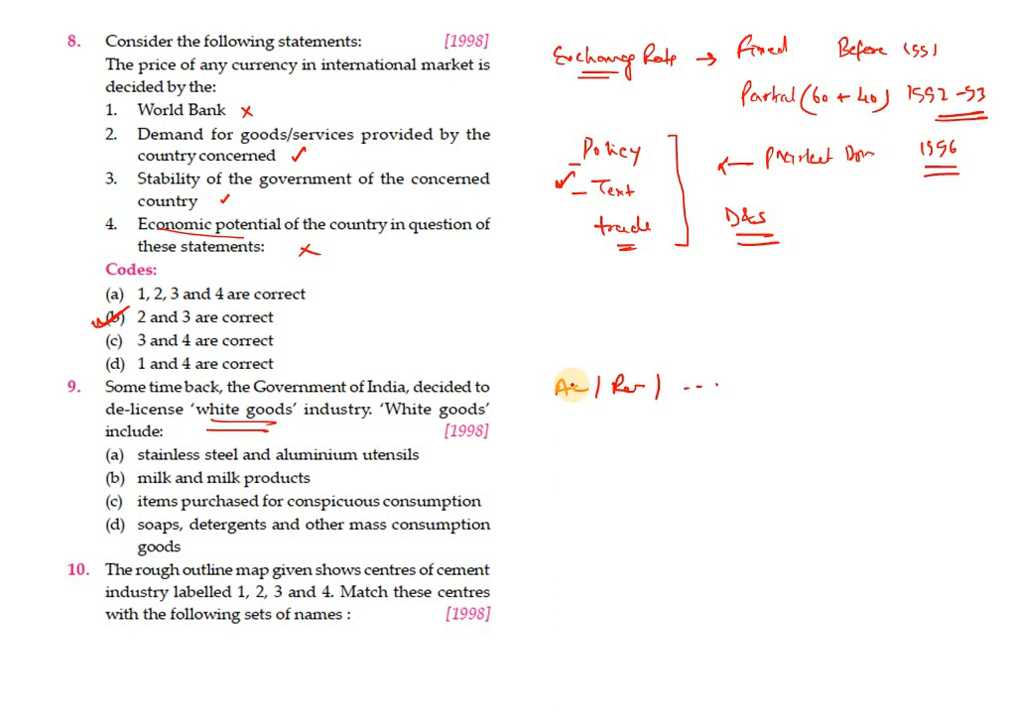 8. Consider the following statements: [1998]
The price of any currency in international market is
decided by the:
1. World Bank ×
2. Demand for goods/services provided by the
country concerned ✓
3. Stability of the government of the concerned
country ✓
4. Economic potential of the country in question of
these statements: ×
Codes:
(a) 1, 2, 3 and 4 are correct
(b) 2 and 3 are correct
(c) 3 and 4 are correct
(d) 1 and 4 are correct
9. Some time back, the Government of India, decided to
de-license ‘white goods’ industry. ‘White goods’
include: [1998]
(a) stainless steel and aluminium utensils
(b) milk and milk products
(c) items purchased for conspicuous consumption
(d) soaps, detergents and other mass consumption
goods
10. The rough outline map given shows centres of cement
industry labelled 1, 2, 3 and 4. Match these centres
with the following sets of names : [1998]
Exchange Rate → Fixed Before 1991
Partial (60 + 40) 1992-93
Policy ← Market 1996
✓ - Text
trade D&S
Ac / /  ...